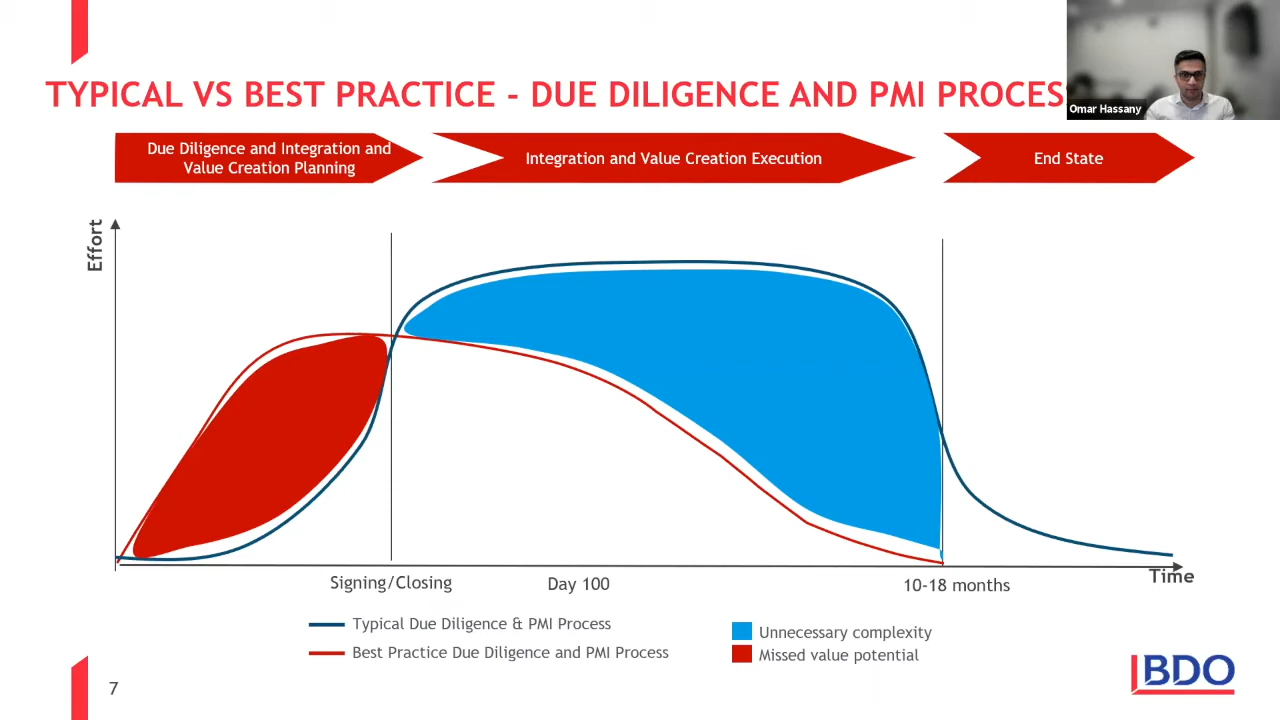 TYPICAL VS BEST PRACTICE - DUE DILIGENCE AND PMI PROCES
Omar Hassany
Due Diligence and Integration and
Value Creation Planning
Integration and Value Creation Execution
End State
Effort
Signing/Closing
Day 100
10-18 months
Time
Typical Due Diligence & PMI Process
Best Practice Due Diligence and PMI Process
Unnecessary complexity
Missed value potential
7
BDO